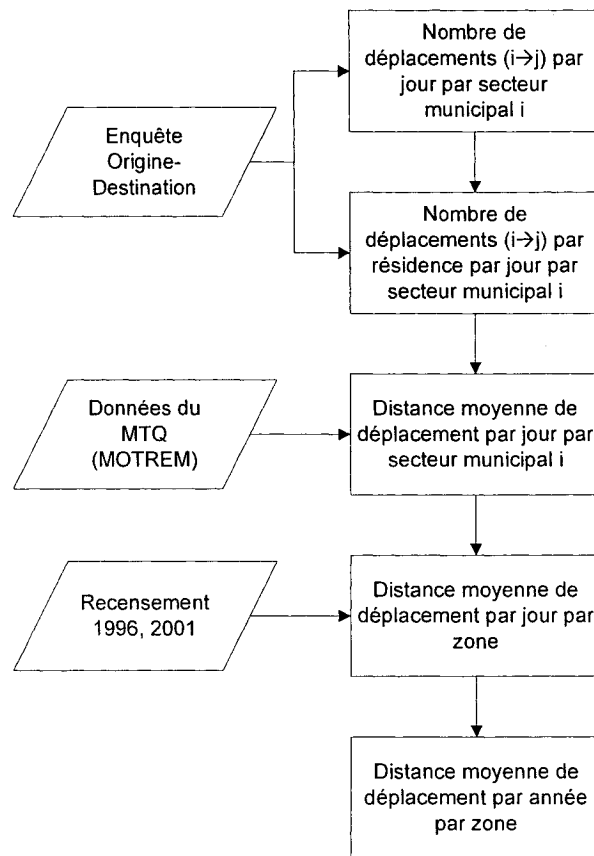 Nombre de
déplacements (i→j) par
jour par secteur
municipal i
Enquête
Origine-
Destination
Nombre de
déplacements (i→j) par
résidence par jour par
secteur municipal i
Données du
MTQ
(MOTREM)
Distance moyenne de
déplacement par jour par
secteur municipal i
Recensement
1996, 2001
Distance moyenne de
déplacement par jour par
zone
Distance moyenne de
déplacement par année
par zone